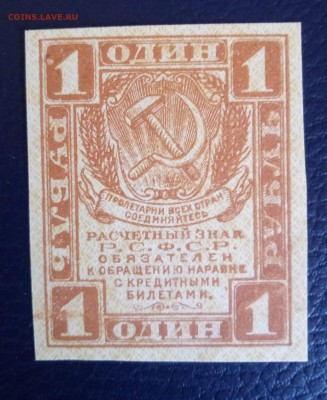 COINS.LAVE.RU
1 ОДИН 1
РУБЛЬ
РУБЛЬ
ПРОЛЕТАРИИ ВСЕХ СТРАН
СОЕДИНЯЙТЕСЬ
РАСЧЕТНЫЙ ЗНАК
Р.С.Ф.С.Р.
ОБЯЗАТЕЛЕН
К ОБРАЩЕНИЮ НАРАВНЕ
С КРЕДИТНЫМИ
БИЛЕТАМИ.
1 ОДИН 1